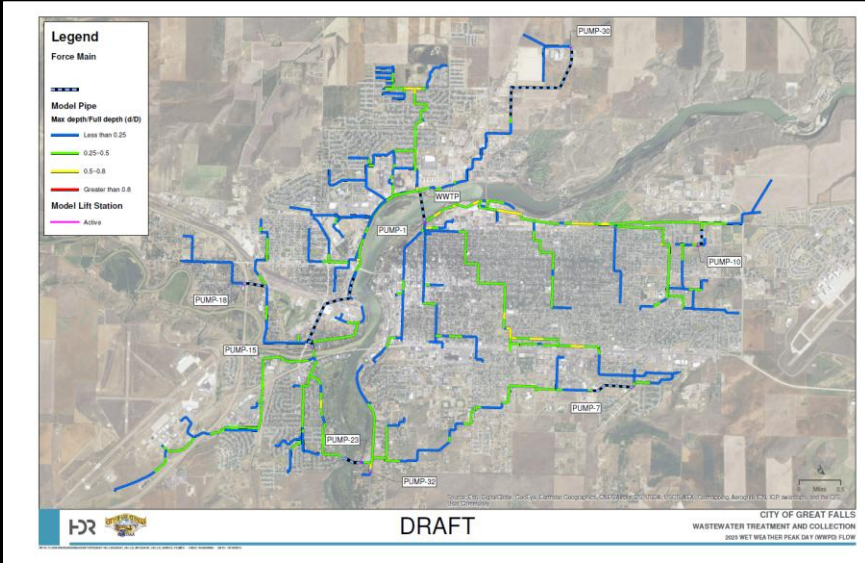 Legend
Force Main
Model Pipe
Max depth/Full depth (d/D)
Less than 0.25
0.25–0.5
0.5–0.8
Greater than 0.8
Model Lift Station
Active
PUMP-30
WWTP
PUMP-1
PUMP-10
PUMP-18
PUMP-15
PUMP-7
PUMP-23
PUMP-32
0 Miles 0.5
HDR
DRAFT
CITY OF GREAT FALLS
WASTEWATER TREATMENT AND COLLECTION
2025 WET WEATHER PEAK DAY (WWPD) FLOW